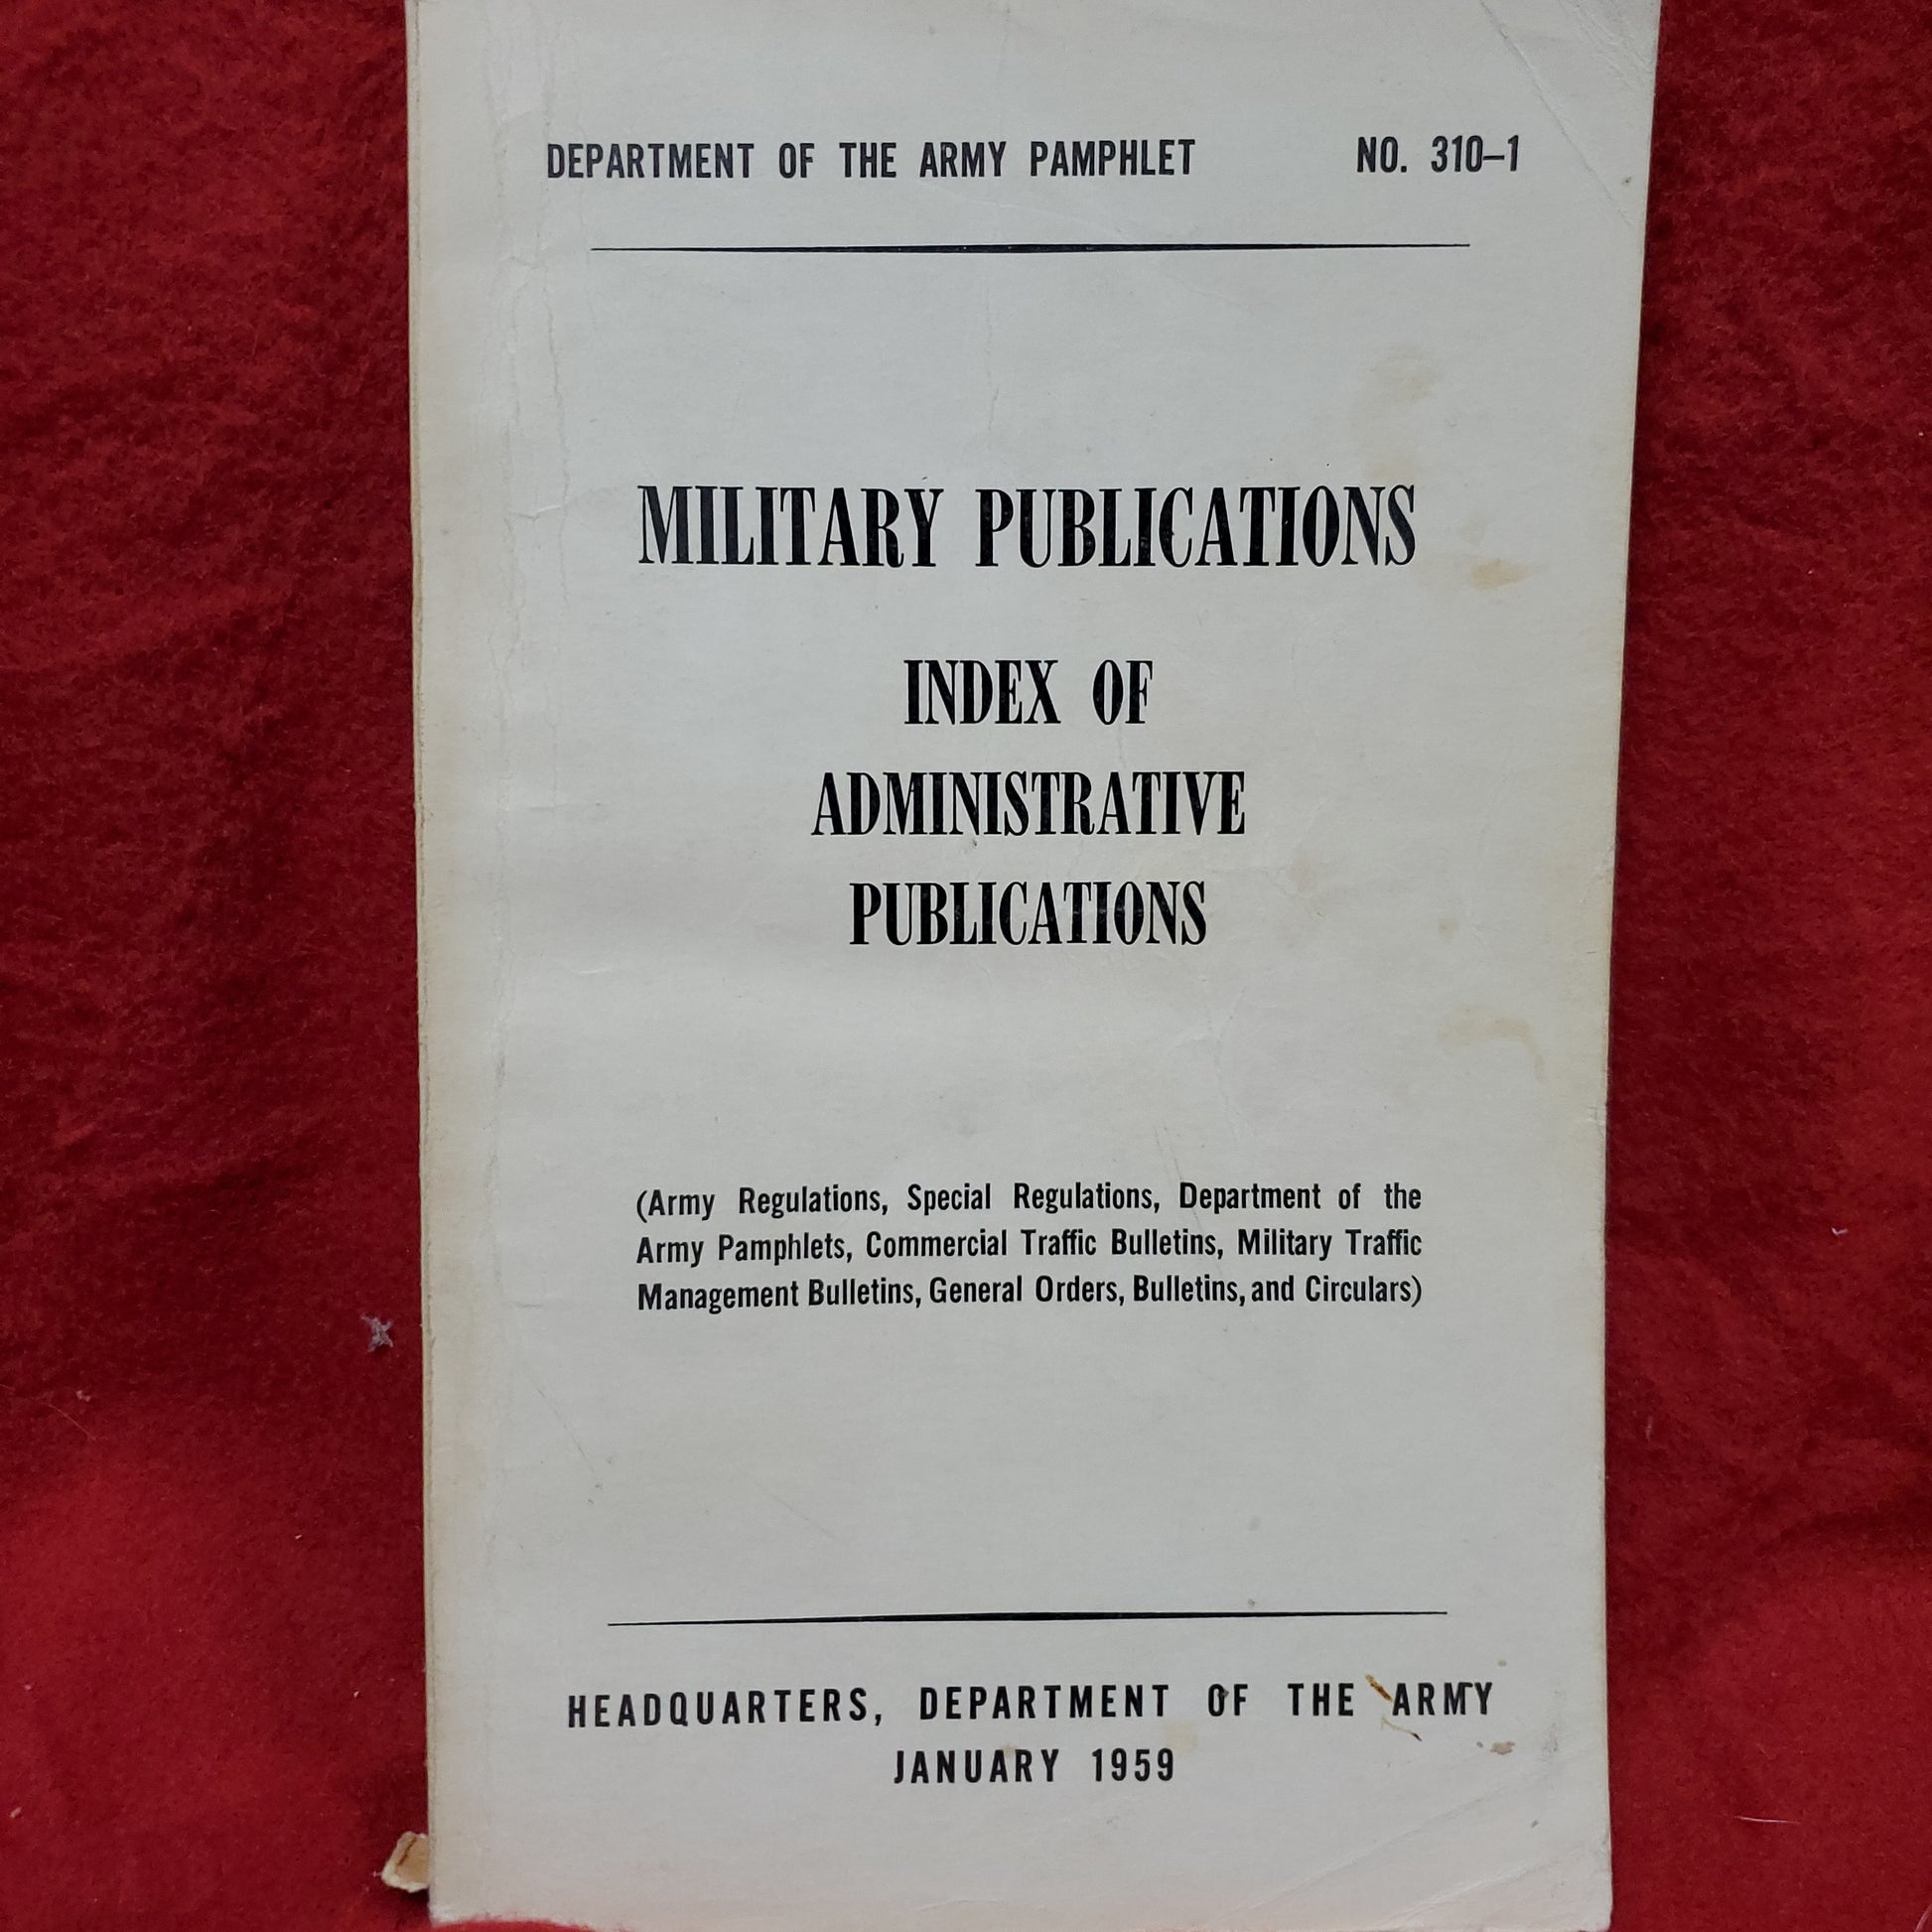 DEPARTMENT OF THE ARMY PAMPHLET NO. 310–1
MILITARY PUBLICATIONS
INDEX OF
ADMINISTRATIVE
PUBLICATIONS
(Army Regulations, Special Regulations, Department of the
Army Pamphlets, Commercial Traffic Bulletins, Military Traffic
Management Bulletins, General Orders, Bulletins, and Circulars)
HEADQUARTERS, DEPARTMENT OF THE ARMY
JANUARY 1959